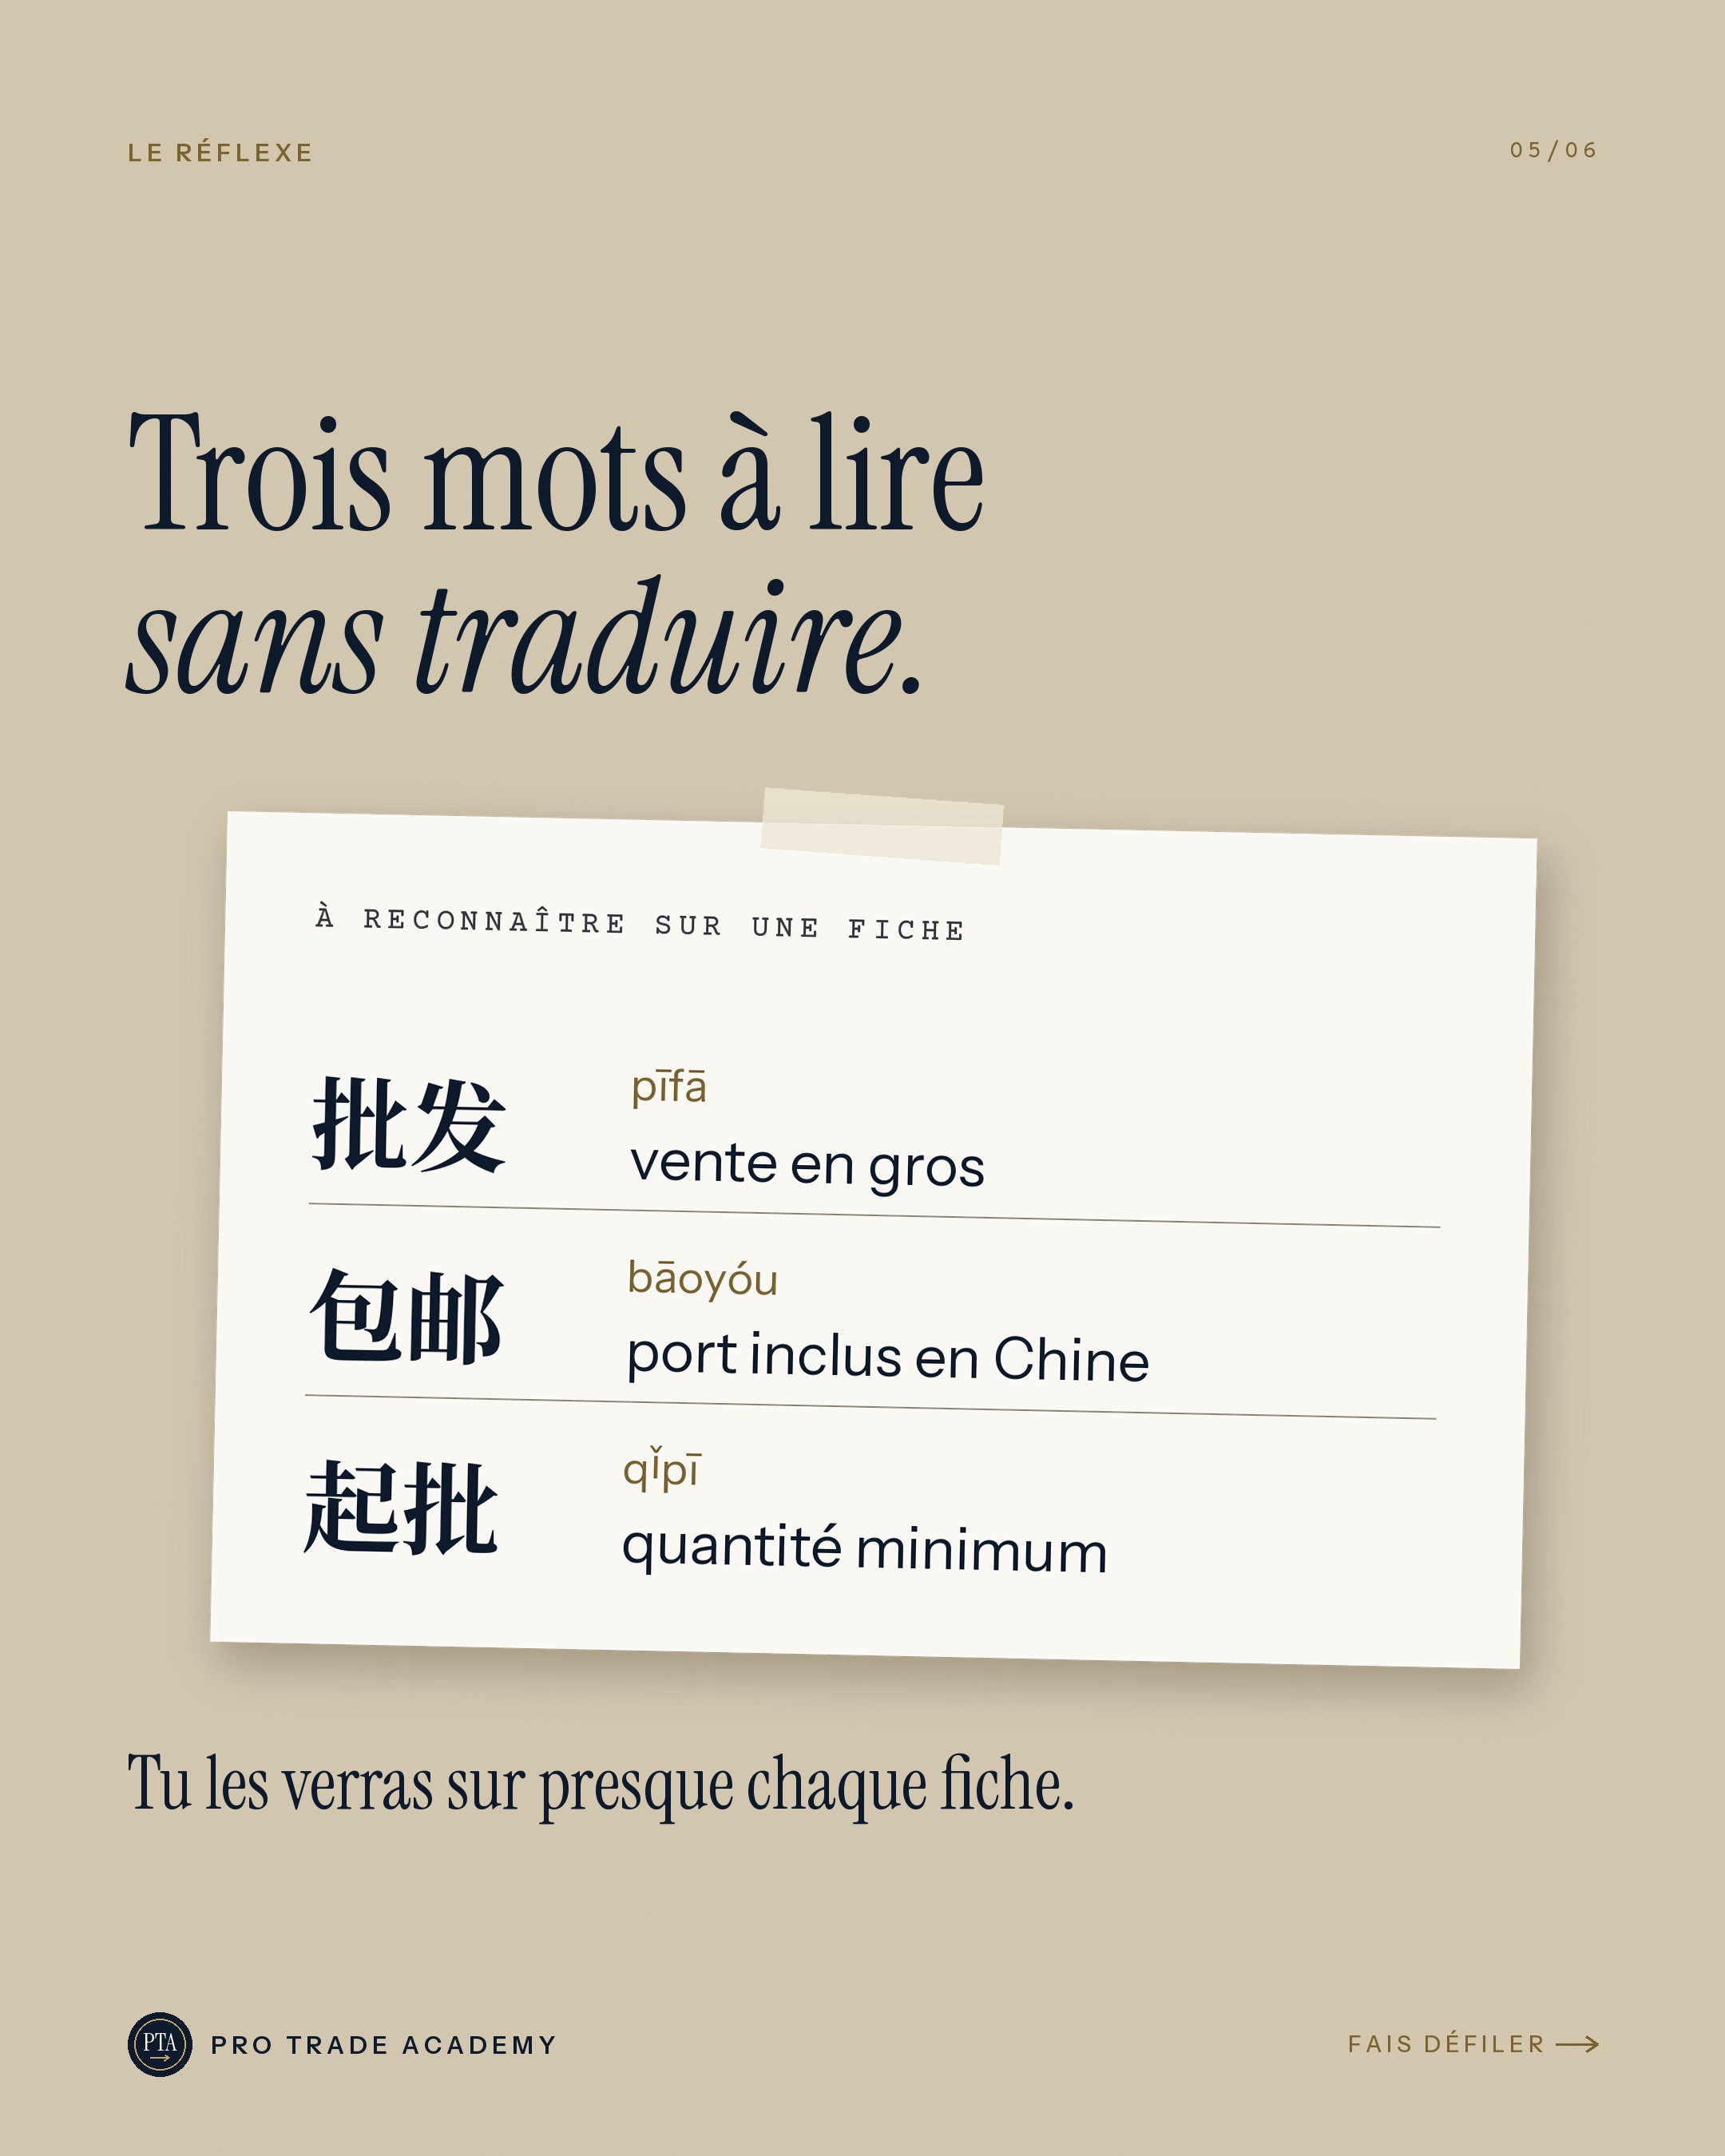 LE RÉFLEXE
05/06
Trois mots à lire
sans traduire.
À RECONNAÎTRE SUR UNE FICHE
批发
pīfā
vente en gros
包邮
bāoyóu
port inclus en Chine
起批
qǐpī
quantité minimum
Tu les verras sur presque chaque fiche.
PTA
PRO TRADE ACADEMY
FAIS DÉFILER